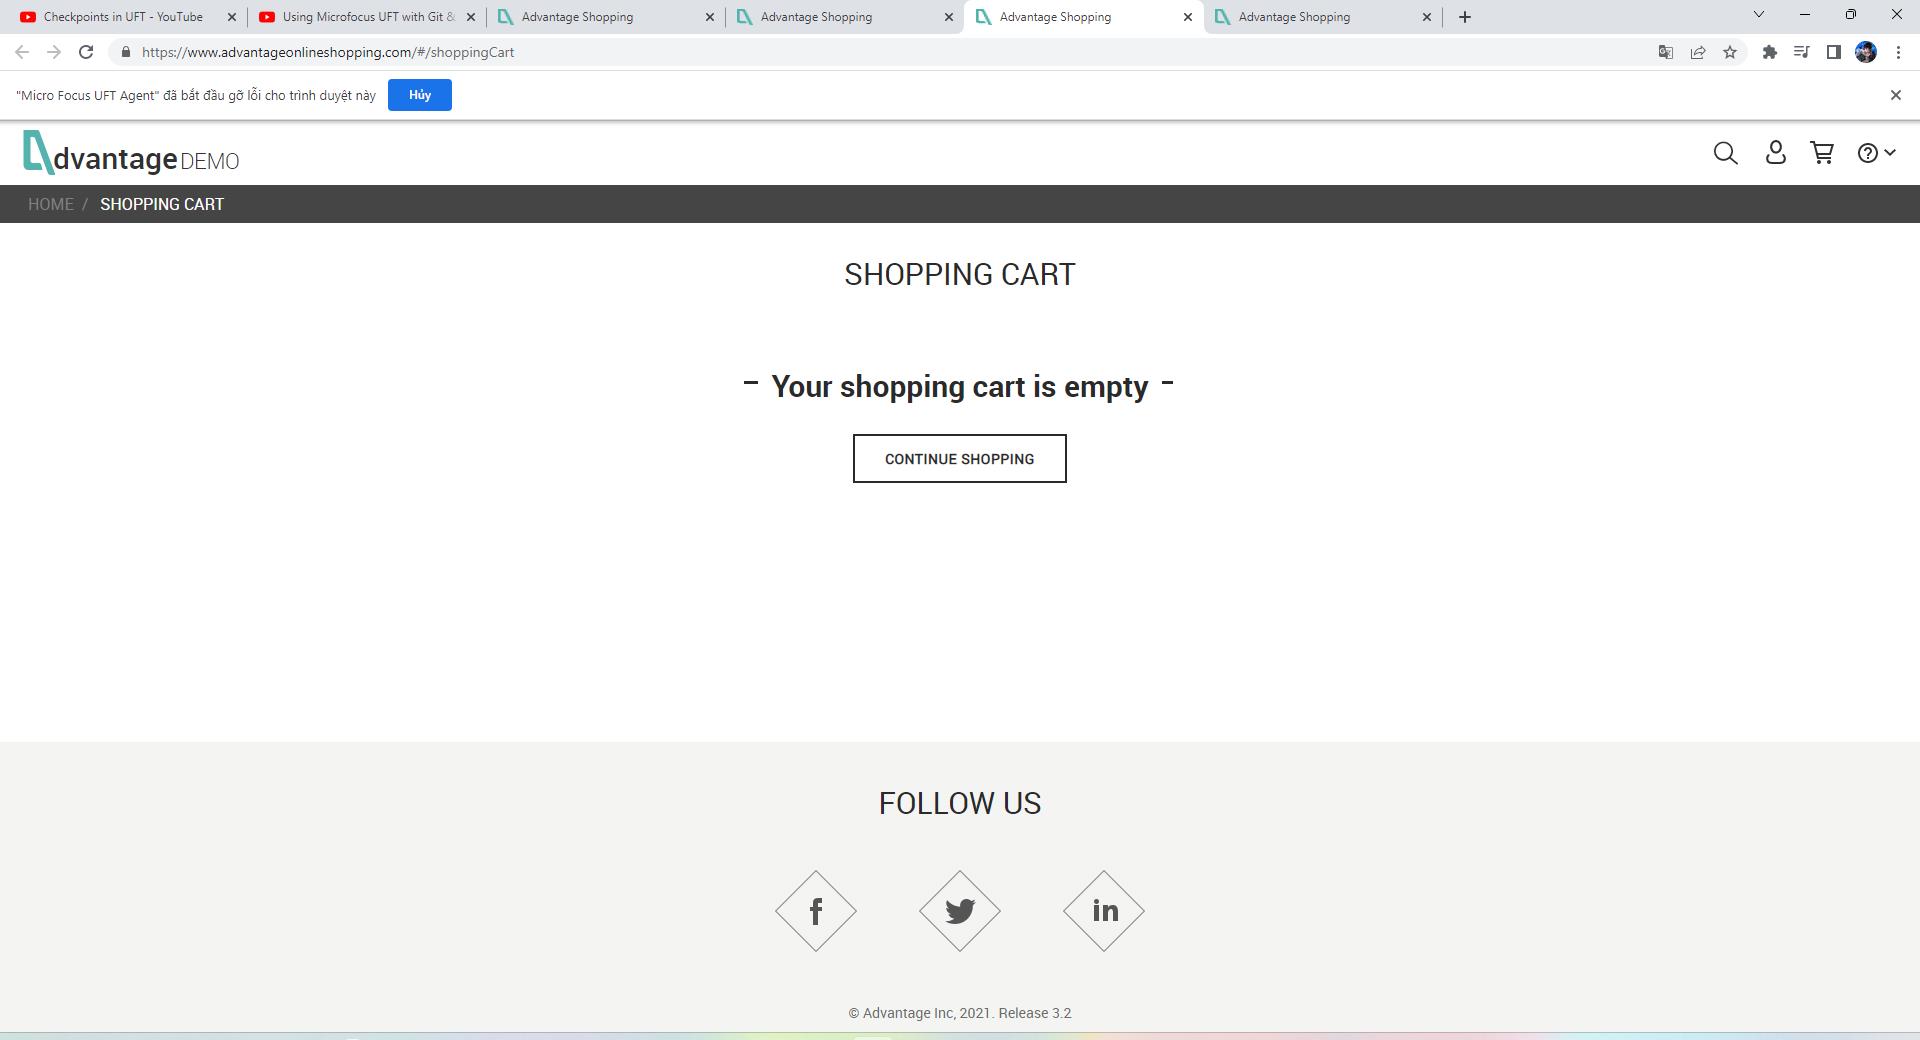 Checkpoints in UFT - YouTube
Using Microfocus UFT with Git &
Advantage Shopping
Advantage Shopping
Advantage Shopping
Advantage Shopping
https://www.advantageonlineshopping.com/#/shoppingCart
"Micro Focus UFT Agent" đã bắt đầu gỡ lỗi cho trình duyệt này
Hủy
dvantage DEMO
HOME / SHOPPING CART
SHOPPING CART
- Your shopping cart is empty -
CONTINUE SHOPPING
FOLLOW US
f
in
© Advantage Inc, 2021. Release 3.2